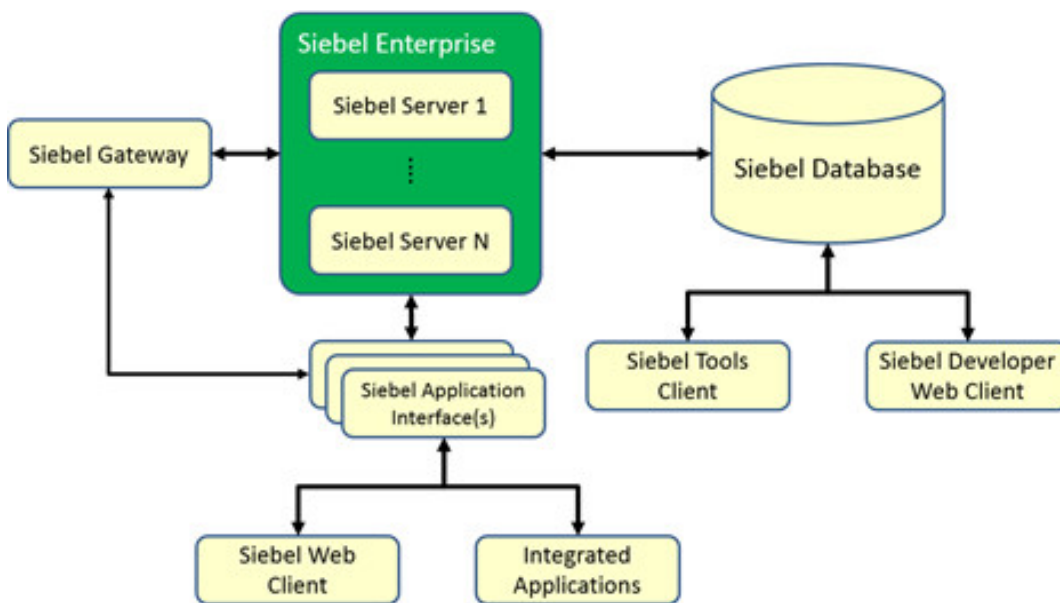 Siebel Enterprise
Siebel Server 1
Siebel Server N
Siebel Gateway
Siebel Database
Siebel Application
Interface(s)
Siebel Tools
Client
Siebel Developer
Web Client
Siebel Web
Client
Integrated
Applications